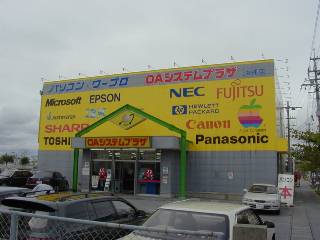 パソコン・ワープロ OAシステムプラザ
Microsoft EPSON NEC FUJITSU
HEWLETT
PACKARD
SHARP Canon
TOSHIBA OAシステムプラザ Panasonic
本